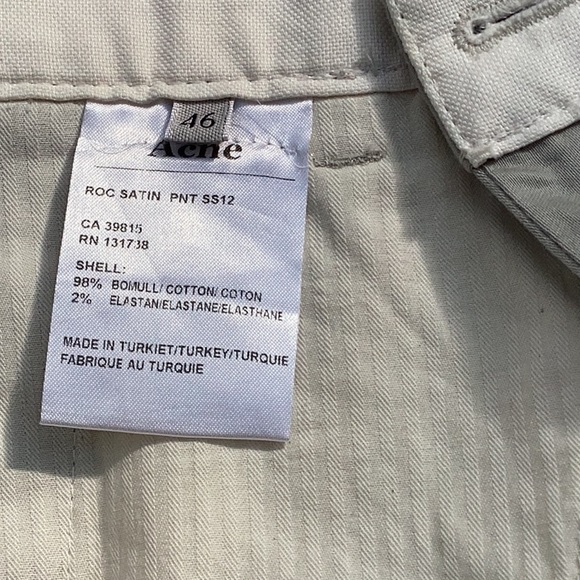 46
Acne
ROC SATIN PNT SS12
CA 39815
RN 131738
SHELL:
98% BOMULL/ COTTON/ COTON
2% ELASTAN/ELASTANE/ELASTHANE
MADE IN TURKIET/TURKEY/TURQUIE
FABRIQUE AU TURQUIE